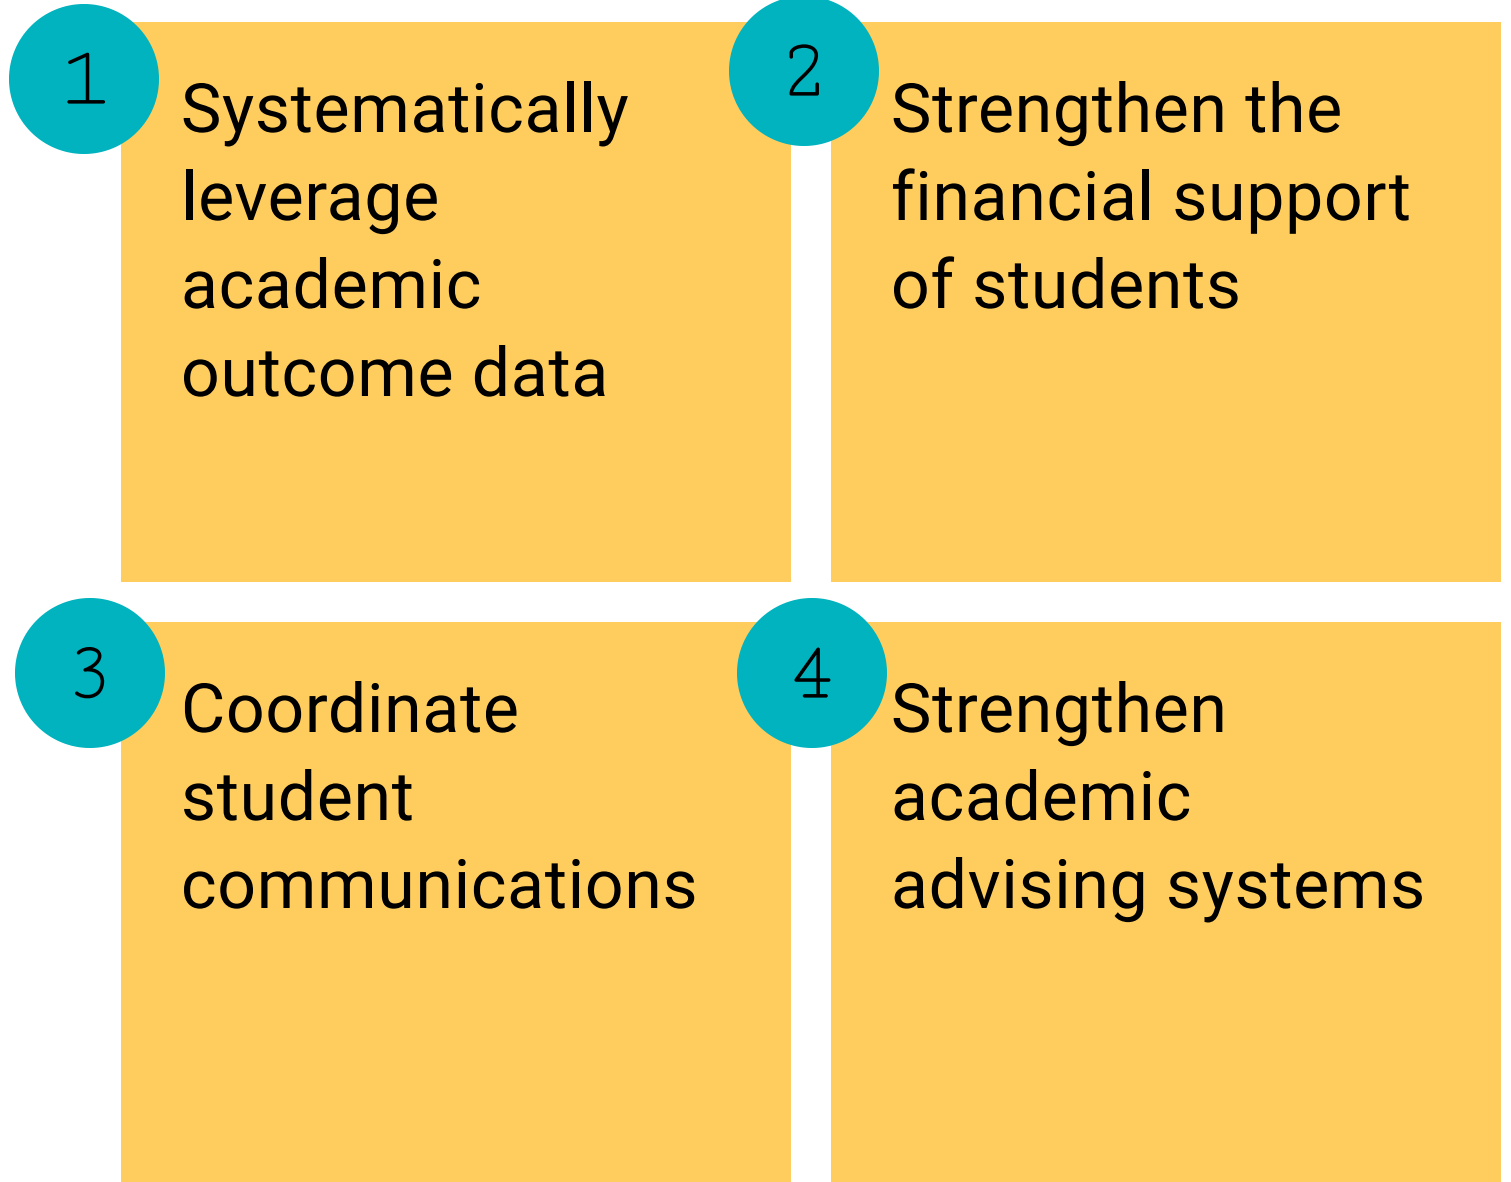 1
Systematically
leverage
academic
outcome data
2
Strengthen the
financial support
of students
3
Coordinate
student
communications
4
Strengthen
academic
advising systems